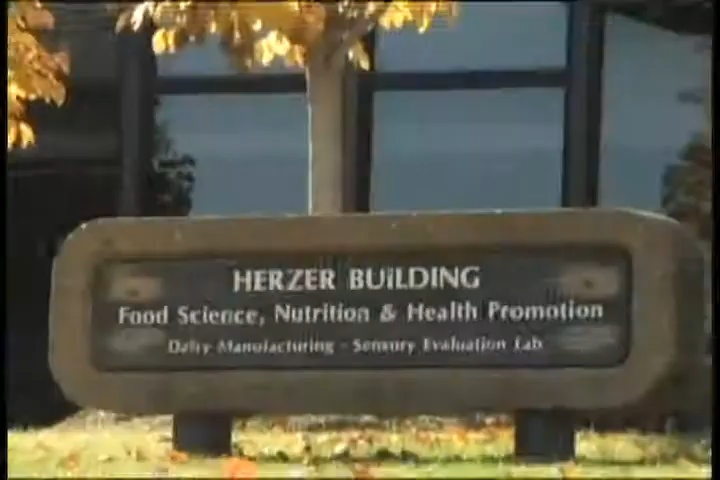 HERZER BUILDING
Food Science, Nutrition & Health Promotion
Dairy Manufacturing - Sensory Evaluation Lab